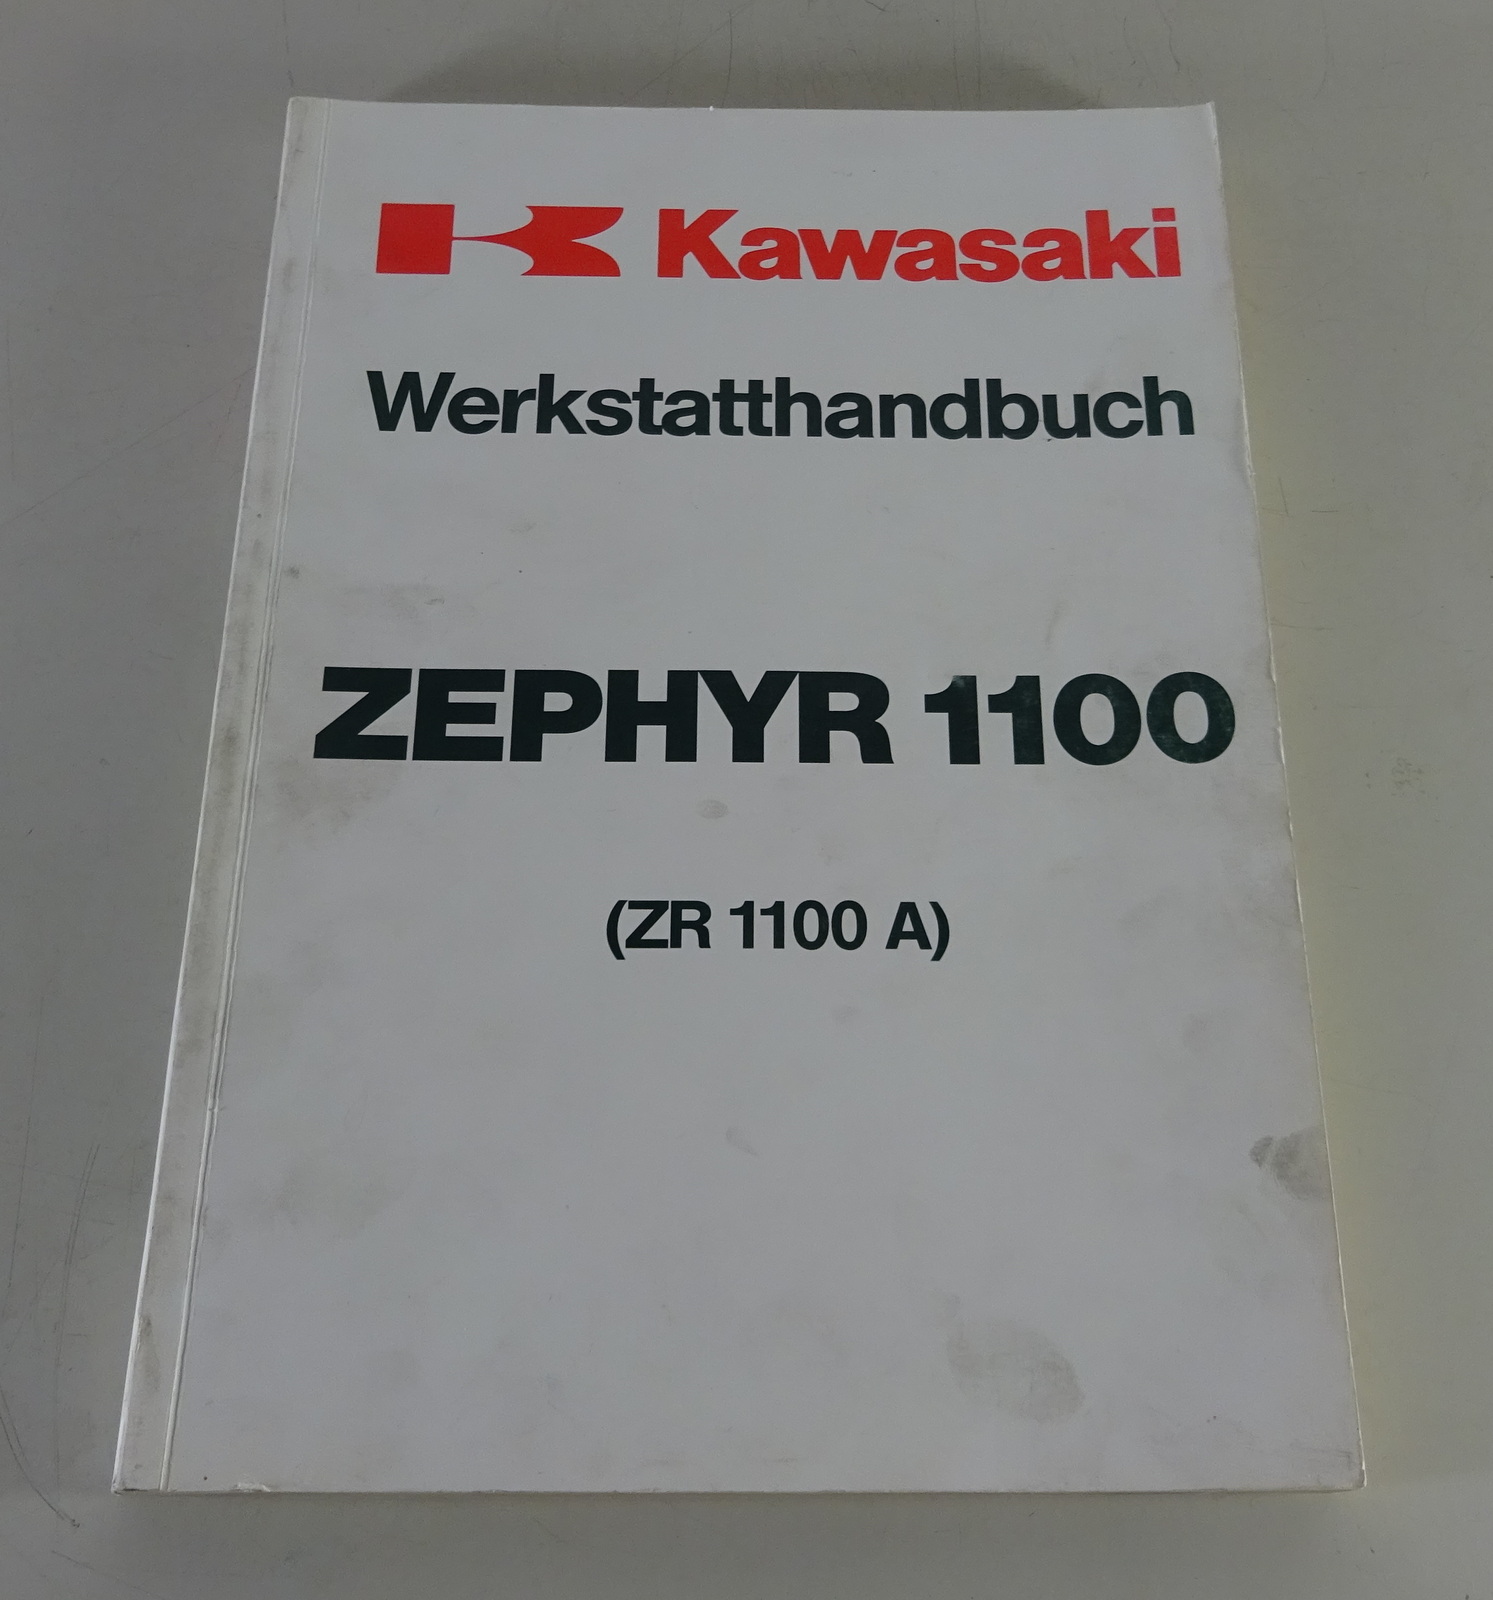 Kawasaki
Werkstatthandbuch
ZEPHYR 1100
(ZR 1100 A)